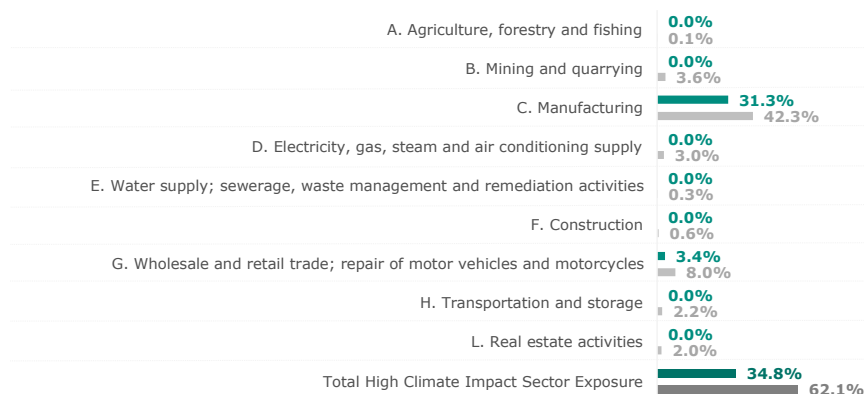 A. Agriculture, forestry and fishing
0.0%
0.1%
B. Mining and quarrying
0.0%
3.6%
C. Manufacturing
31.3%
42.3%
D. Electricity, gas, steam and air conditioning supply
0.0%
3.0%
E. Water supply; sewerage, waste management and remediation activities
0.0%
0.3%
F. Construction
0.0%
0.6%
G. Wholesale and retail trade; repair of motor vehicles and motorcycles
3.4%
8.0%
H. Transportation and storage
0.0%
2.2%
L. Real estate activities
0.0%
2.0%
Total High Climate Impact Sector Exposure
34.8%
62.1%